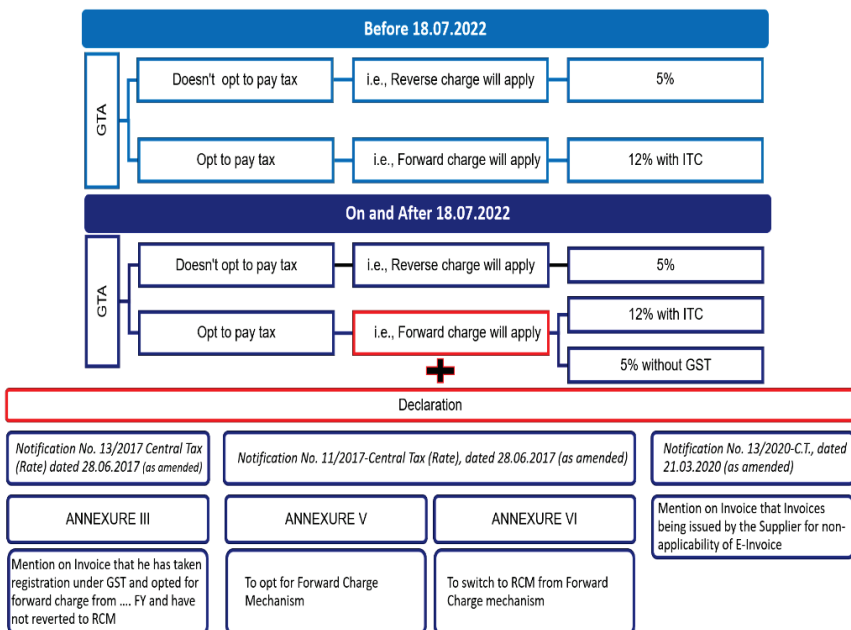 Before 18.07.2022
GTA
Doesn't opt to pay tax
i.e., Reverse charge will apply
5%
Opt to pay tax
i.e., Forward charge will apply
12% with ITC
On and After 18.07.2022
GTA
Doesn't opt to pay tax
i.e., Reverse charge will apply
5%
Opt to pay tax
i.e., Forward charge will apply
12% with ITC
5% without GST
Declaration
Notification No. 13/2017 Central Tax
(Rate) dated 28.06.2017 (as amended)
Notification No. 11/2017-Central Tax (Rate), dated 28.06.2017 (as amended)
Notification No. 13/2020-C.T., dated
21.03.2020 (as amended)
ANNEXURE III
ANNEXURE V
ANNEXURE VI
Mention on Invoice that Invoices
being issued by the Supplier for non-
applicability of E-Invoice
Mention on Invoice that he has taken
registration under GST and opted for
forward charge from .... FY and have
not reverted to RCM
To opt for Forward Charge
Mechanism
To switch to RCM from Forward
Charge mechanism